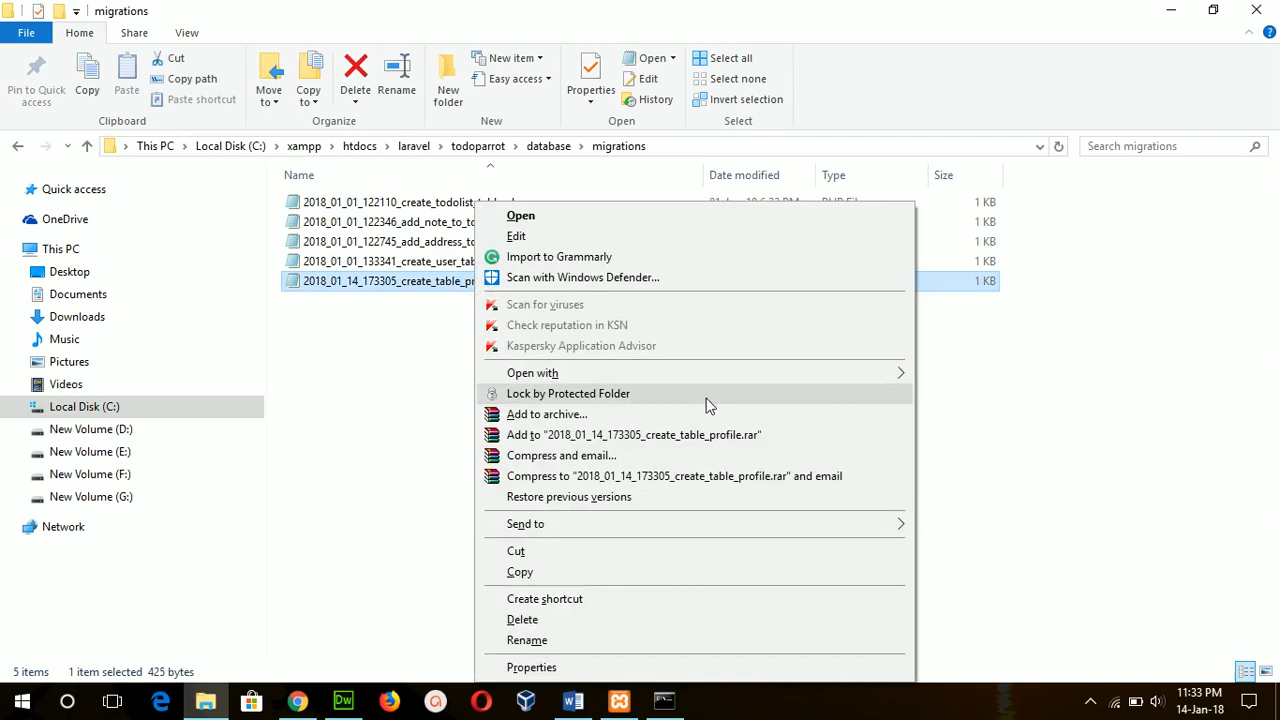 migrations
File Home Share View
Pin to Quick access
Copy
Paste
Cut
Copy path
Paste shortcut
Clipboard
Move to
Copy to
Delete
Rename
Organize
New folder
New item
Easy access
New
Properties
Open
Edit
History
Open
Select all
Select none
Invert selection
Select
This PC Local Disk (C:) xampp htdocs laravel todoparrot database migrations
Search migrations
Name Date modified Type Size
Quick access
OneDrive
This PC
Desktop
Documents
Downloads
Music
Pictures
Videos
Local Disk (C:)
New Volume (D:)
New Volume (E:)
New Volume (F:)
New Volume (G:)
Network
2018_01_01_122110_create_todolist 1 KB
2018_01_01_122346_add_note_to_to 1 KB
2018_01_01_122745_add_address_to 1 KB
2018_01_01_133341_create_user_tab 1 KB
2018_01_14_173305_create_table_pr 1 KB
Open
Edit
Import to Grammarly
Scan with Windows Defender...
Scan for viruses
Check reputation in KSN
Kaspersky Application Advisor
Open with
Lock by Protected Folder
Add to archive...
Add to "2018_01_14_173305_create_table_profile.rar"
Compress and email...
Compress to "2018_01_14_173305_create_table_profile.rar" and email
Restore previous versions
Send to
Cut
Copy
Create shortcut
Delete
Rename
Properties
5 items 1 item selected 425 bytes
Dw
11:33 PM
14-Jan-18